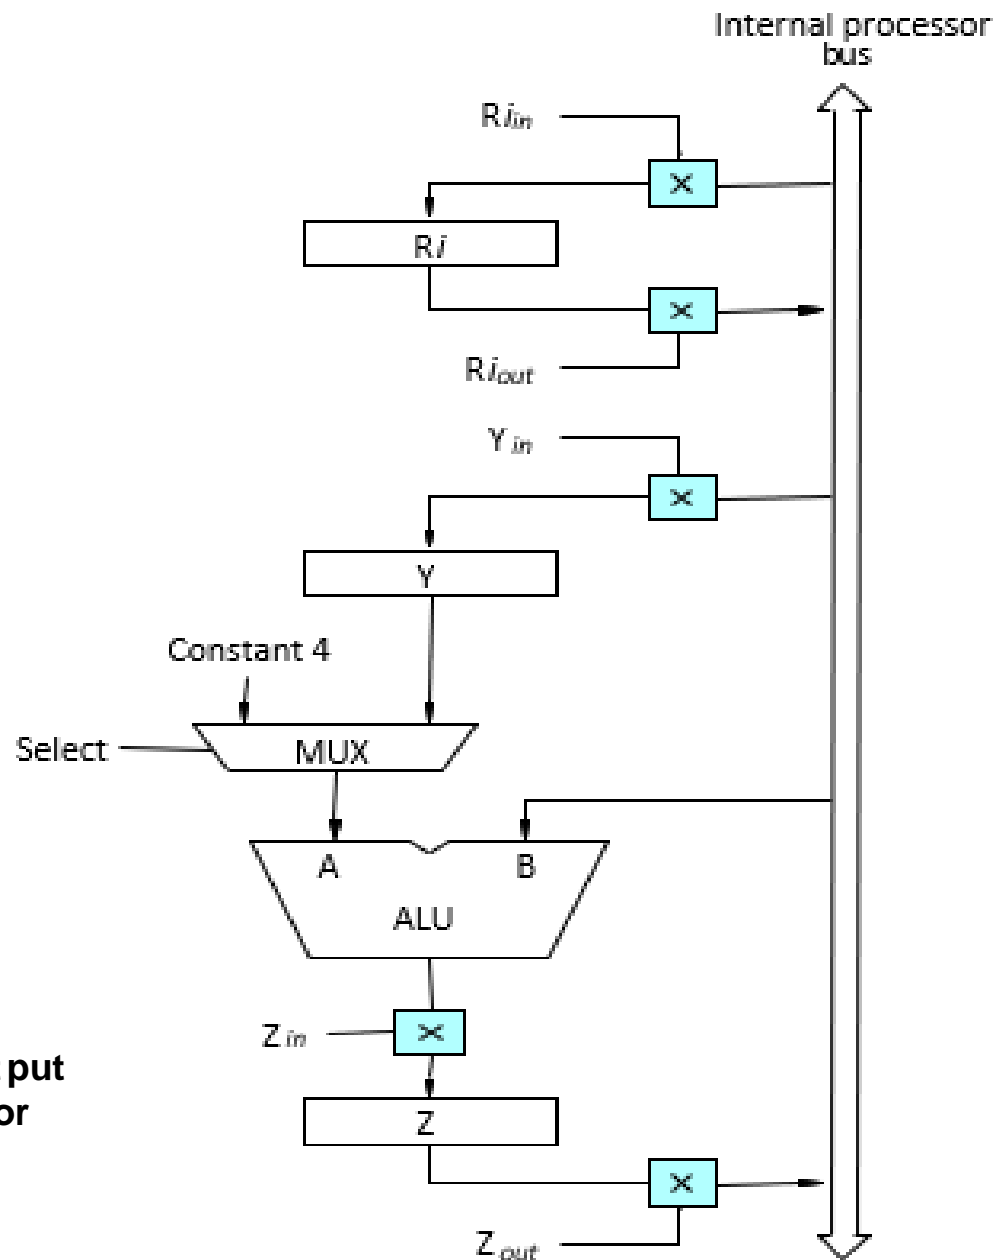 Internal processor
bus
Riin
Ri
Riout
Yin
Y
Constant 4
Select
MUX
A
B
ALU
Zin
put
or
Z
Zout